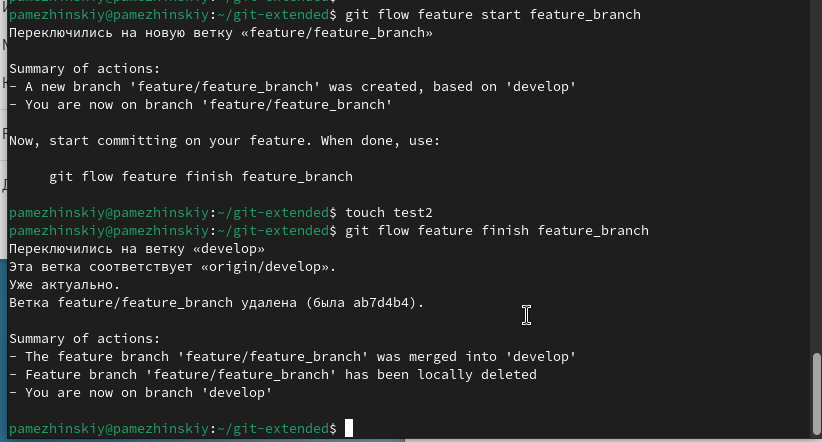 pamezhinskiy@pamezhinskiy:~/git-extended$ git flow feature start feature_branch
Переключились на новую ветку «feature/feature_branch»
Summary of actions:
- A new branch 'feature/feature_branch' was created, based on 'develop'
- You are now on branch 'feature/feature_branch'
Now, start committing on your feature. When done, use:
git flow feature finish feature_branch
pamezhinskiy@pamezhinskiy:~/git-extended$ touch test2
pamezhinskiy@pamezhinskiy:~/git-extended$ git flow feature finish feature_branch
Переключились на ветку «develop»
Эта ветка соответствует «origin/develop».
Уже актуально.
Ветка feature/feature_branch удалена (была ab7d4b4).
Summary of actions:
- The feature branch 'feature/feature_branch' was merged into 'develop'
- Feature branch 'feature/feature_branch' has been locally deleted
- You are now on branch 'develop'
pamezhinskiy@pamezhinskiy:~/git-extended$